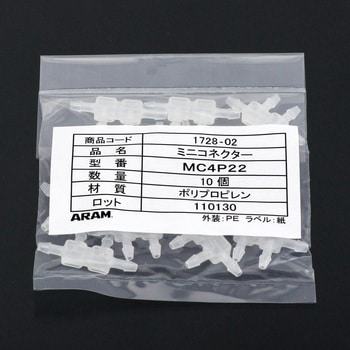 商品コード 1728-02
品名 ミニコネクター
型番 MC4P22
数量 10個
材質 ポリプロピレン
ロット 110130
ARAM 外装:PE ラベル:紙